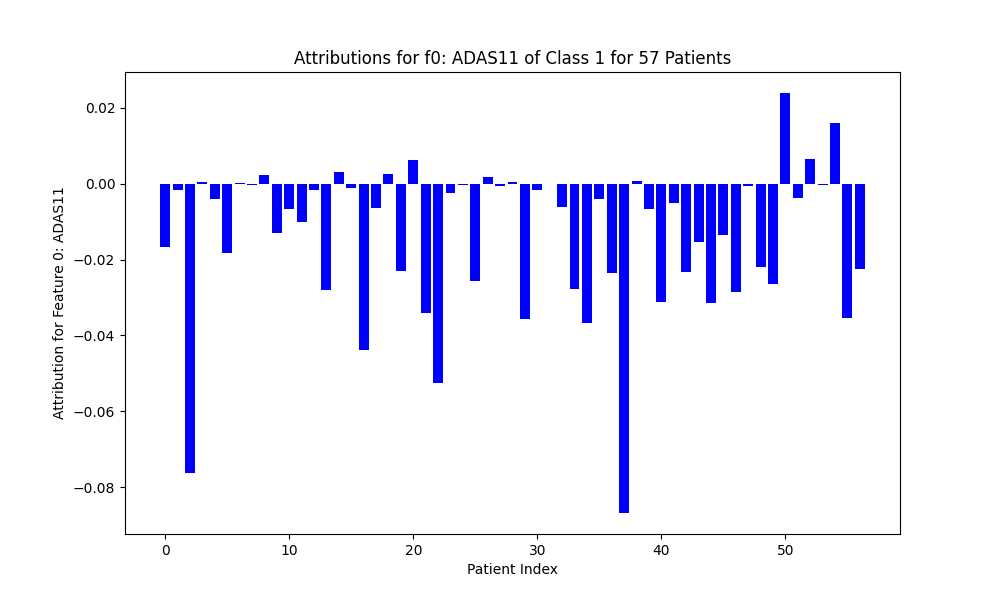 Attributions for f0: ADAS11 of Class 1 for 57 Patients
Attribution for Feature 0: ADAS11
0.02
0.00
−0.02
−0.04
−0.06
−0.08
0 10 20 30 40 50
Patient Index